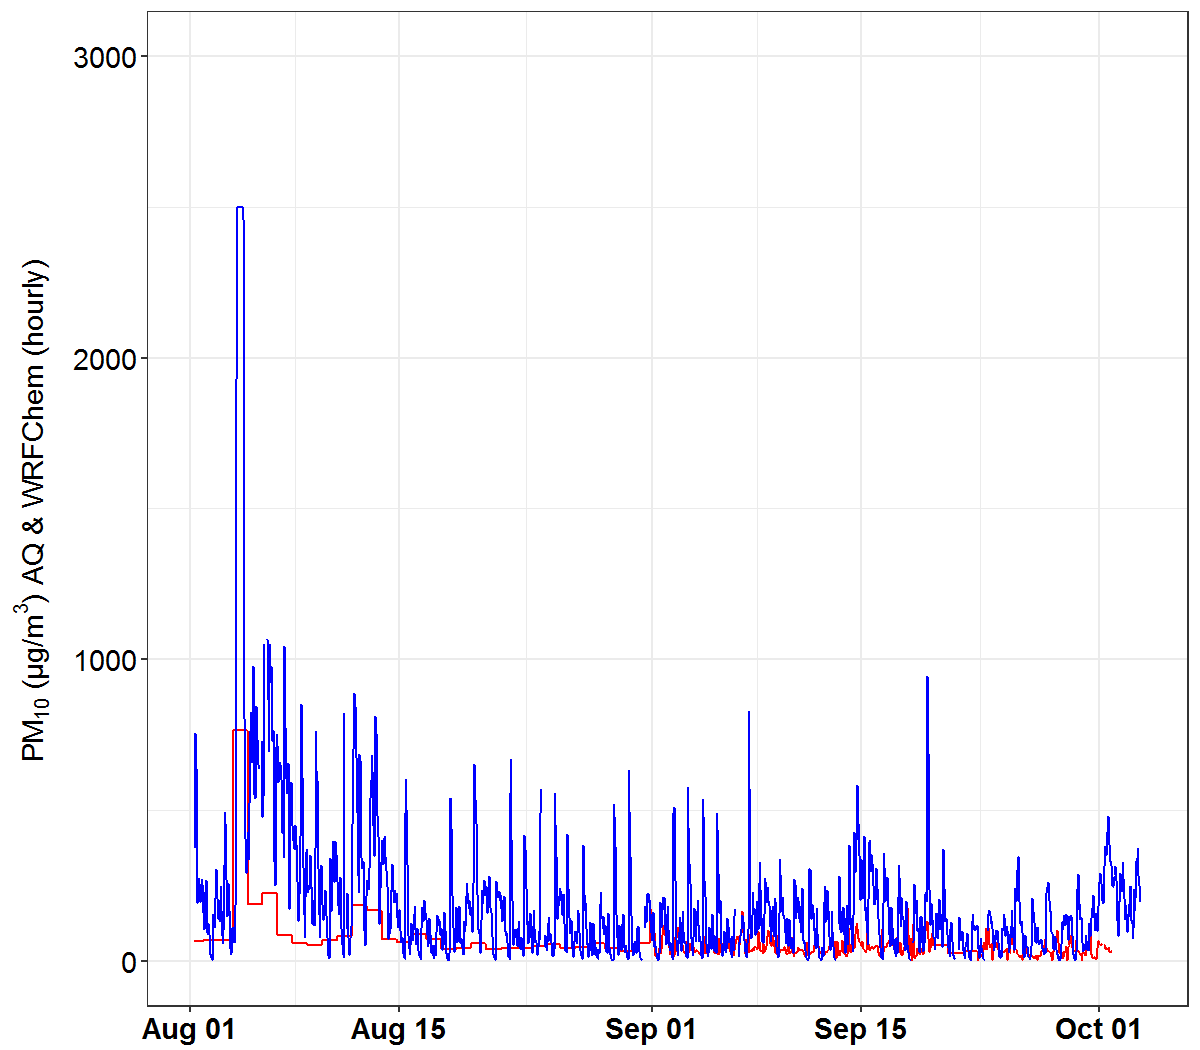 PM₁₀ (µg/m³) AQ & WRFChem (hourly)
3000
2000
1000
0
Aug 01 Aug 15 Sep 01 Sep 15 Oct 01